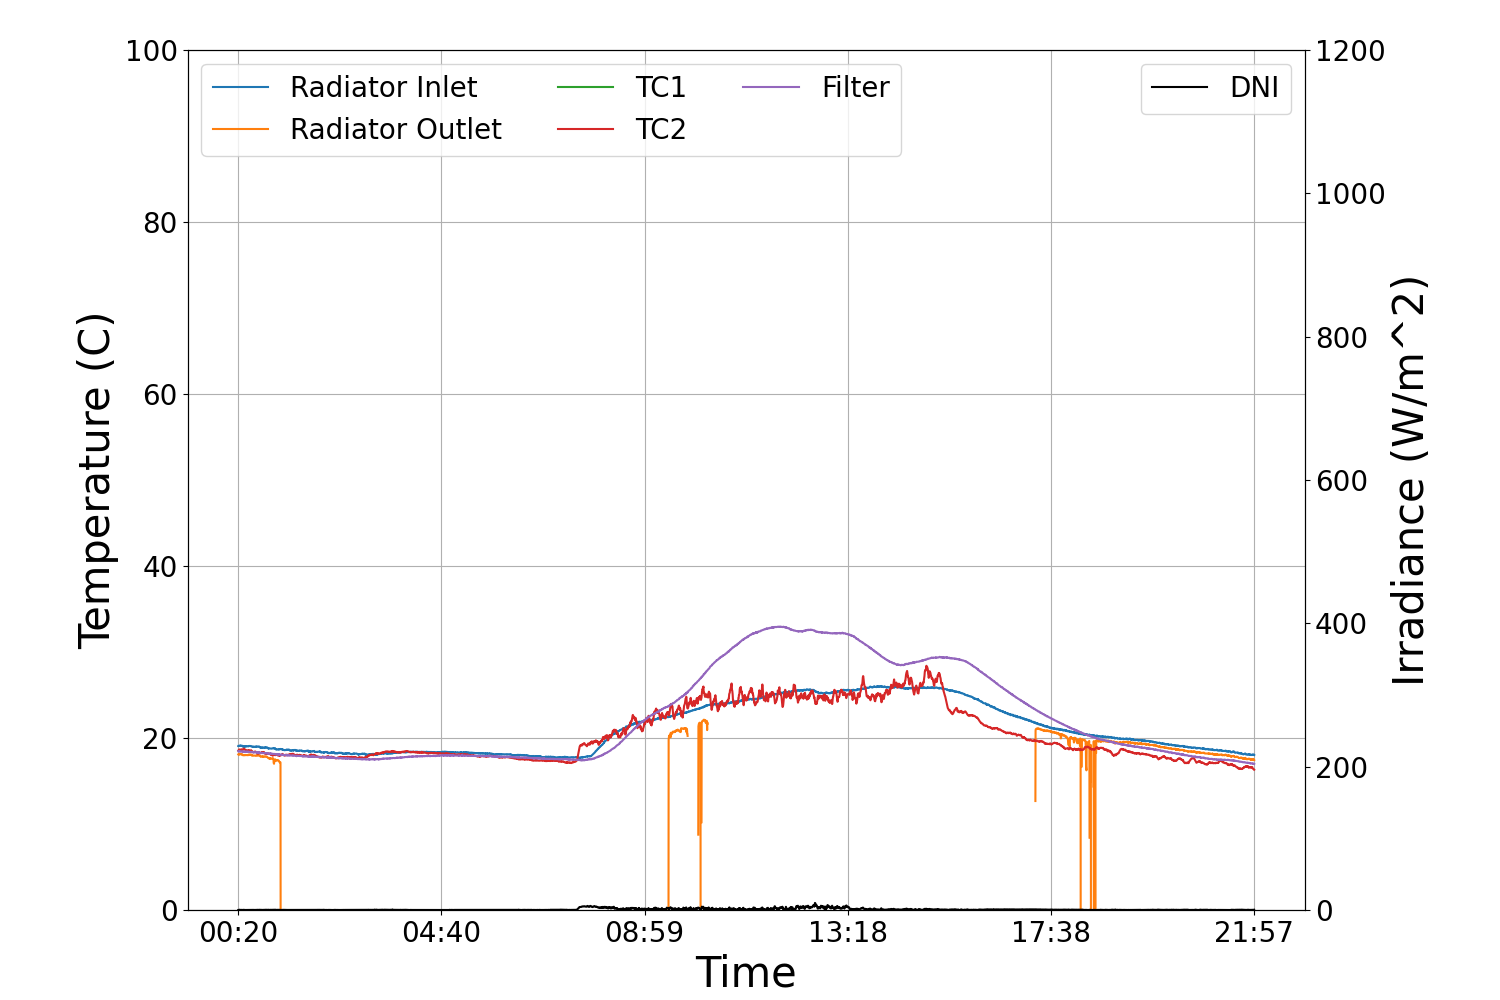 100
80
60
40
20
0
Temperature (C)
Radiator Inlet
Radiator Outlet
TC1
TC2
Filter
DNI
1200
1000
800
600
400
200
0
Irradiance (W/m^2)
00:20 04:40 08:59 13:18 17:38 21:57
Time